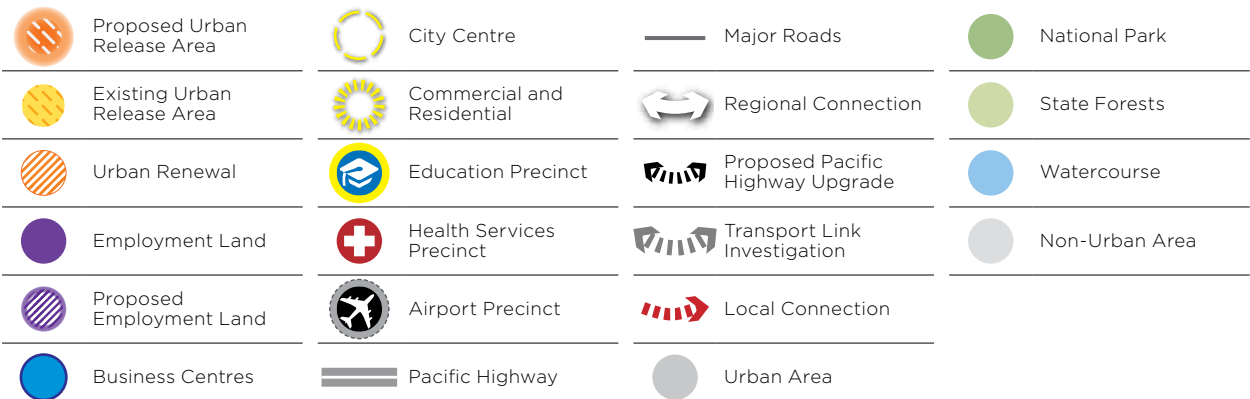 Proposed Urban
Release Area
Existing Urban
Release Area
Urban Renewal
Employment Land
Proposed
Employment Land
Business Centres
City Centre
Commercial and
Residential
Education Precinct
Health Services
Precinct
Airport Precinct
Pacific Highway
Major Roads
Regional Connection
Proposed Pacific
Highway Upgrade
Transport Link
Investigation
Local Connection
Urban Area
National Park
State Forests
Watercourse
Non-Urban Area